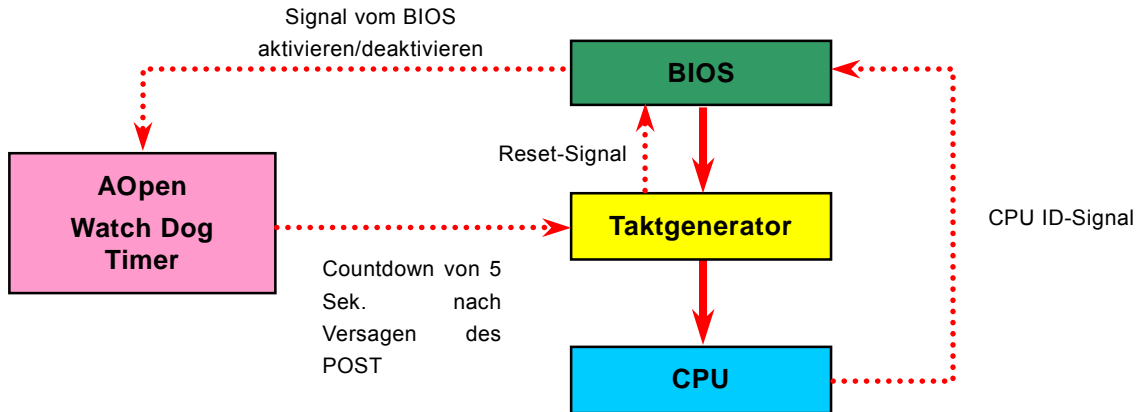 Signal vom BIOS
aktivieren/deaktivieren
BIOS
Reset-Signal
AOpen
Watch Dog
Timer
Taktgenerator
CPU ID-Signal
Countdown von 5
Sek. nach
Versagen des
POST
CPU